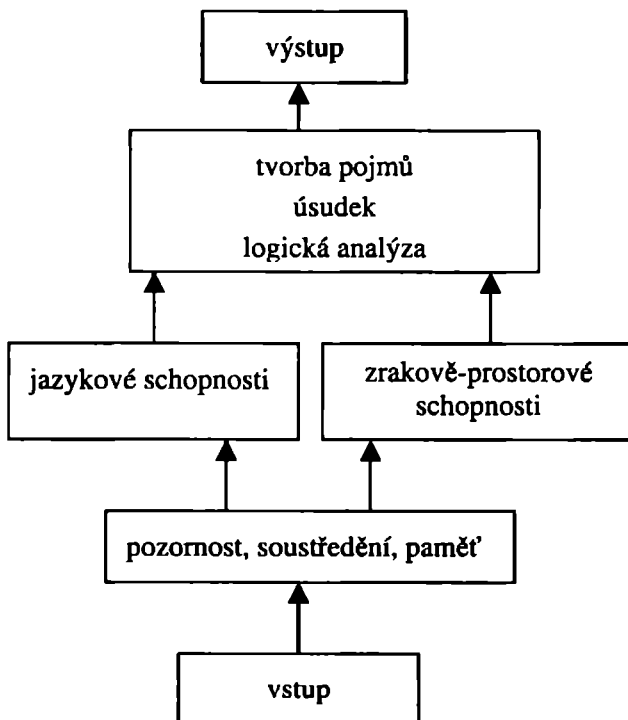 výstup
tvorba pojmů
úsudek
logická analýza
jazykové schopnosti
zrakově-prostorové
schopnosti
pozornost, soustředění, paměť
vstup